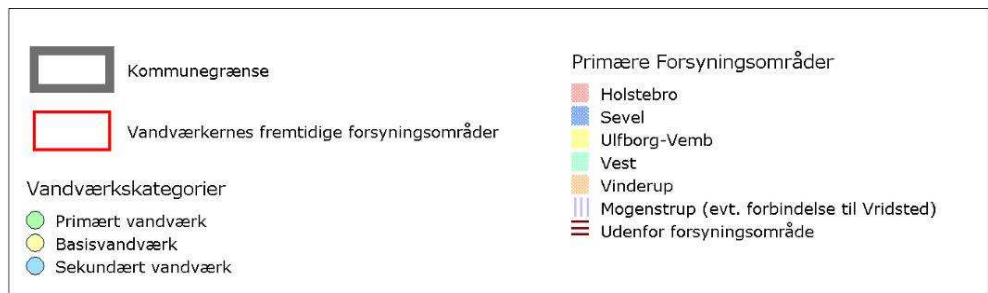 Kommunegrænse
Vandværkernes fremtidige forsyningsområder
Vandværkskategorier
Primært vandværk
Basisvandværk
Sekundært vandværk
Primære Forsyningsområder
Holstebro
Sevel
Ulfborg-Vemb
Vest
Vinderup
Mogenstrup (evt. forbindelse til Vridsted)
Udenfor forsyningsområde